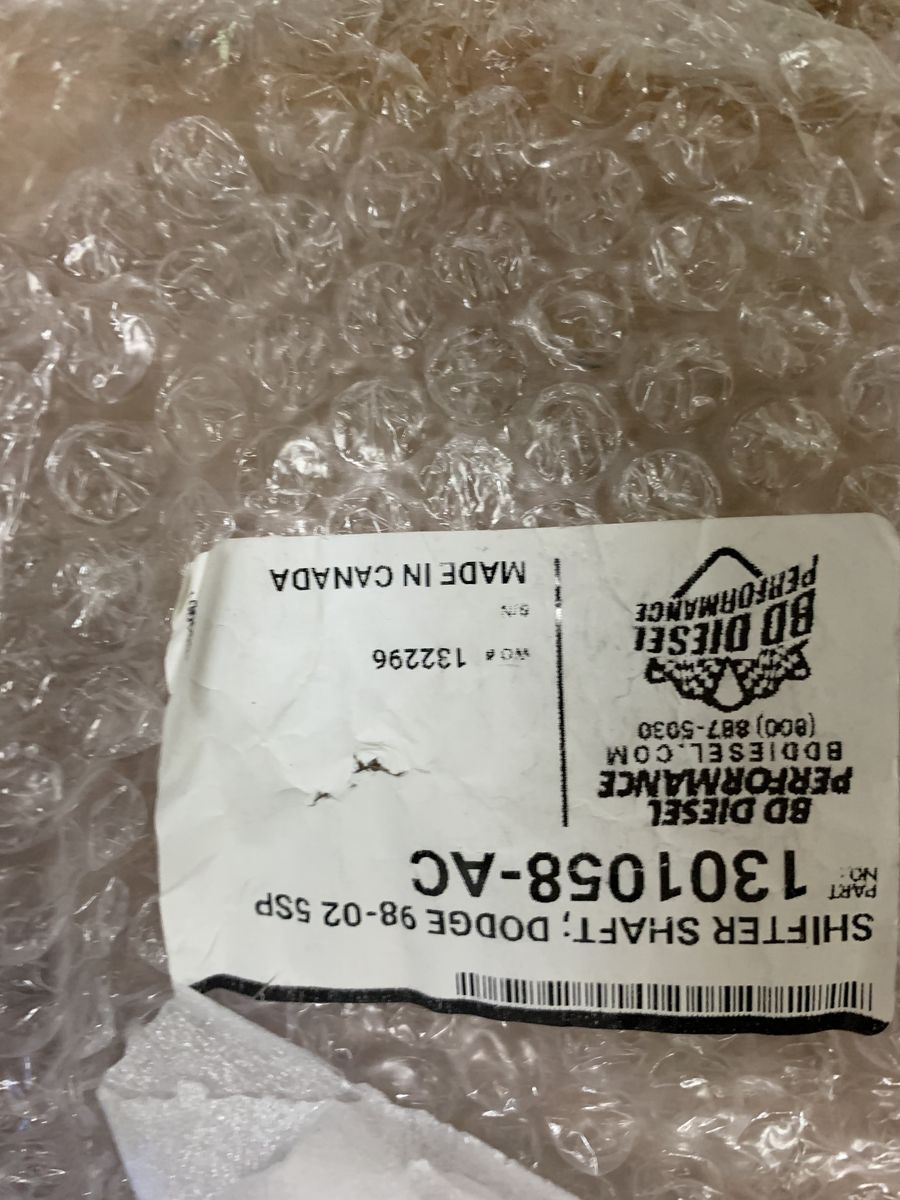 SHIFTER SHAFT; DODGE 98-02 5SP
PART NO.: 1301058-AC
BD DIESEL
PERFORMANCE
BDDIESEL.COM
(800) 887-5030
BD DIESEL
PERFORMANCE
WO # 132296
S/N
MADE IN CANADA